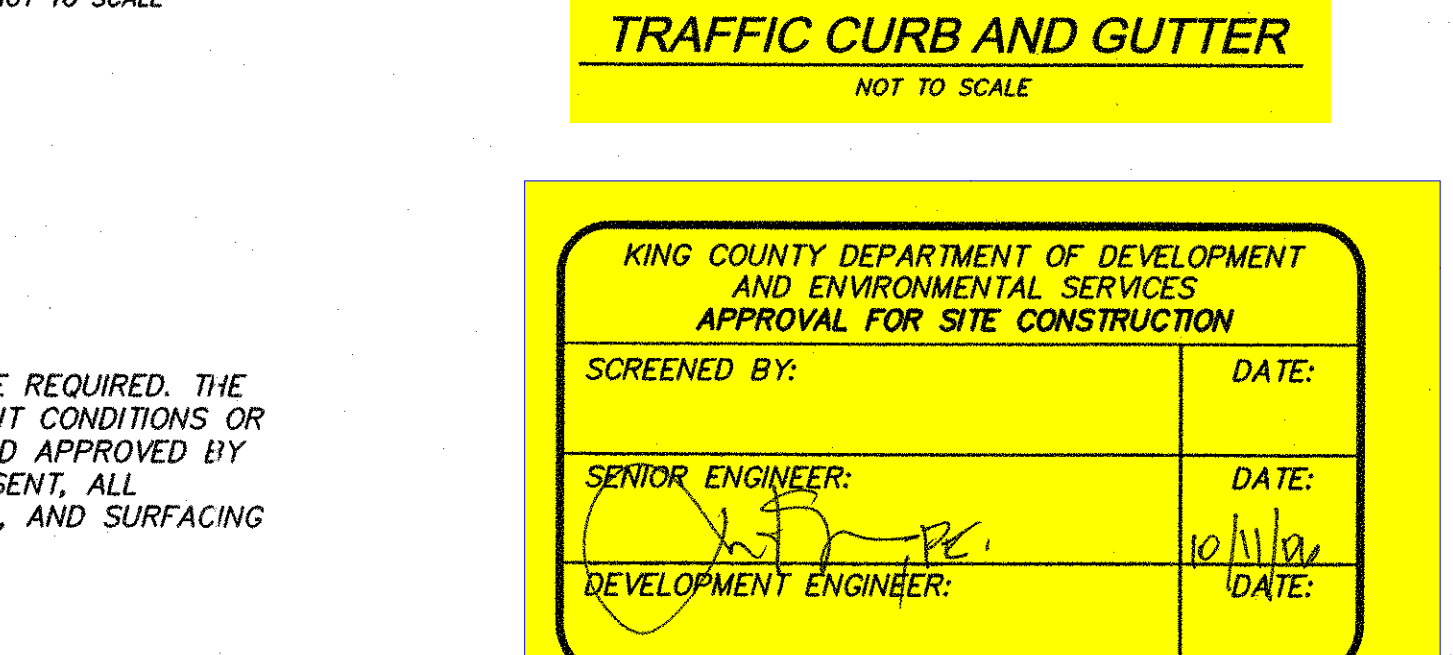 NOT TO SCALE
TRAFFIC CURB AND GUTTER
NOT TO SCALE
KING COUNTY DEPARTMENT OF DEVELOPMENT
AND ENVIRONMENTAL SERVICES
APPROVAL FOR SITE CONSTRUCTION
SCREENED BY: DATE:
SENIOR ENGINEER: DATE:
P.E. 10/11/06
DEVELOPMENT ENGINEER: DATE:
E REQUIRED. THE
NT CONDITIONS OR
D APPROVED BY
SENT, ALL
, AND SURFACING